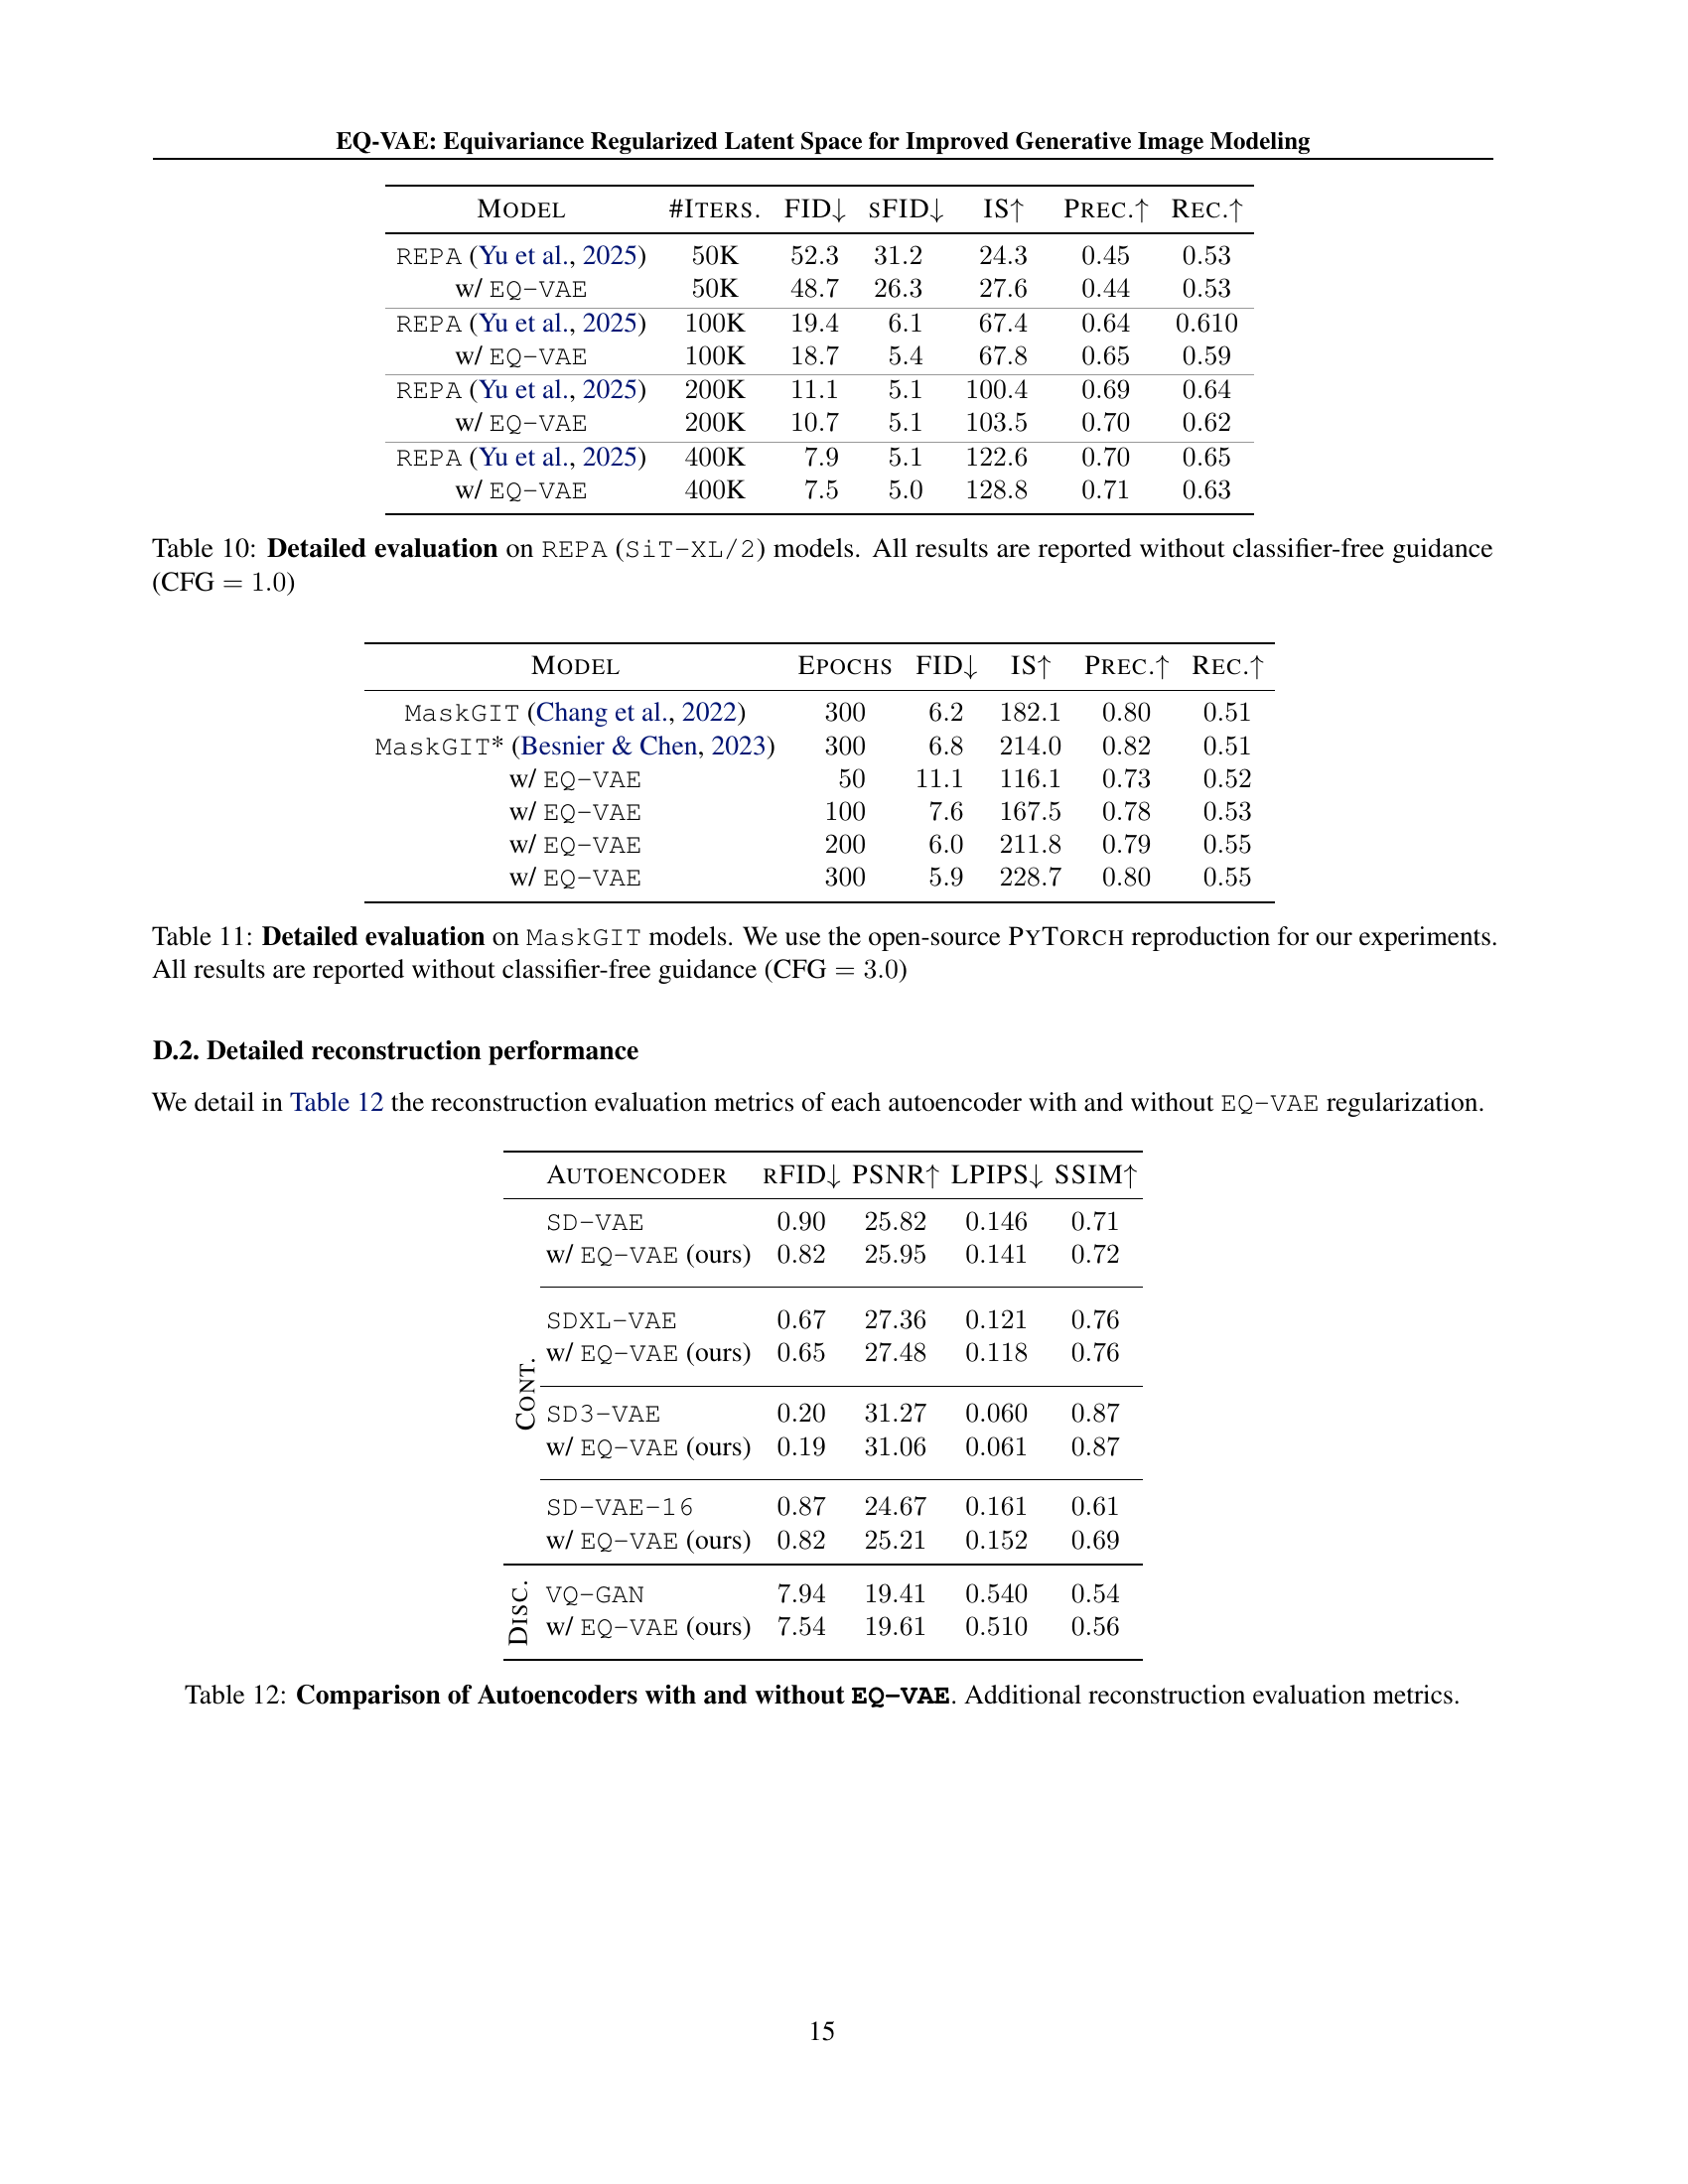 EQ-VAE: Equivariance Regularized Latent Space for Improved Generative Image Modeling
MODEL #ITERS. FID↓ SFID↓ IS↑ PREC.↑ REC.↑
REPA (Yu et al., 2025) 50K 52.3 31.2 24.3 0.45 0.53
w/ EQ-VAE 50K 48.7 26.3 27.6 0.44 0.53
REPA (Yu et al., 2025) 100K 19.4 6.1 67.4 0.64 0.610
w/ EQ-VAE 100K 18.7 5.4 67.8 0.65 0.59
REPA (Yu et al., 2025) 200K 11.1 5.1 100.4 0.69 0.64
w/ EQ-VAE 200K 10.7 5.1 103.5 0.70 0.62
REPA (Yu et al., 2025) 400K 7.9 5.1 122.6 0.70 0.65
w/ EQ-VAE 400K 7.5 5.0 128.8 0.71 0.63
Table 10: Detailed evaluation on REPA (SiT-XL/2) models. All results are reported without classifier-free guidance
(CFG = 1.0)
MODEL EPOCHS FID↓ IS↑ PREC.↑ REC.↑
MaskGIT (Chang et al., 2022) 300 6.2 182.1 0.80 0.51
MaskGIT* (Besnier & Chen, 2023) 300 6.8 214.0 0.82 0.51
w/ EQ-VAE 50 11.1 116.1 0.73 0.52
w/ EQ-VAE 100 7.6 167.5 0.78 0.53
w/ EQ-VAE 200 6.0 211.8 0.79 0.55
w/ EQ-VAE 300 5.9 228.7 0.80 0.55
Table 11: Detailed evaluation on MaskGIT models. We use the open-source PYTORCH reproduction for our experiments.
All results are reported without classifier-free guidance (CFG = 3.0)
D.2. Detailed reconstruction performance
We detail in Table 12 the reconstruction evaluation metrics of each autoencoder with and without EQ-VAE regularization.
AUTOENCODER RFID↓ PSNR↑ LPIPS↓ SSIM↑
CONT.
SD-VAE 0.90 25.82 0.146 0.71
w/ EQ-VAE (ours) 0.82 25.95 0.141 0.72
SDXL-VAE 0.67 27.36 0.121 0.76
w/ EQ-VAE (ours) 0.65 27.48 0.118 0.76
SD3-VAE 0.20 31.27 0.060 0.87
w/ EQ-VAE (ours) 0.19 31.06 0.061 0.87
SD-VAE-16 0.87 24.67 0.161 0.61
w/ EQ-VAE (ours) 0.82 25.21 0.152 0.69
DISC.
VQ-GAN 7.94 19.41 0.540 0.54
w/ EQ-VAE (ours) 7.54 19.61 0.510 0.56
Table 12: Comparison of Autoencoders with and without EQ-VAE. Additional reconstruction evaluation metrics.
15